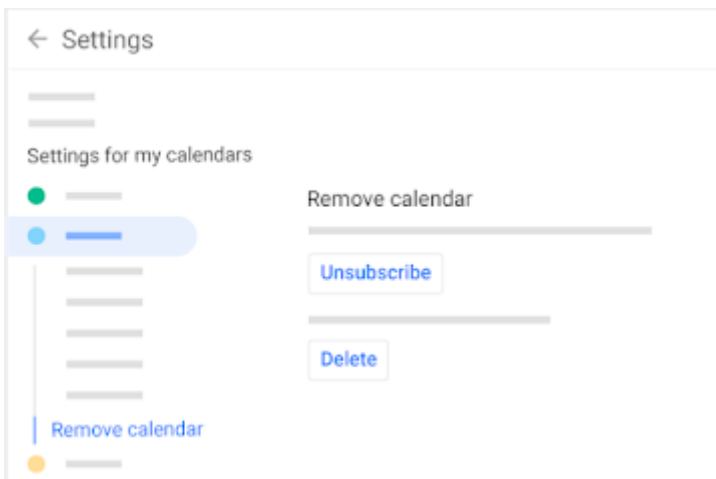 Settings
Settings for my calendars
Remove calendar
Unsubscribe
Delete
Remove calendar